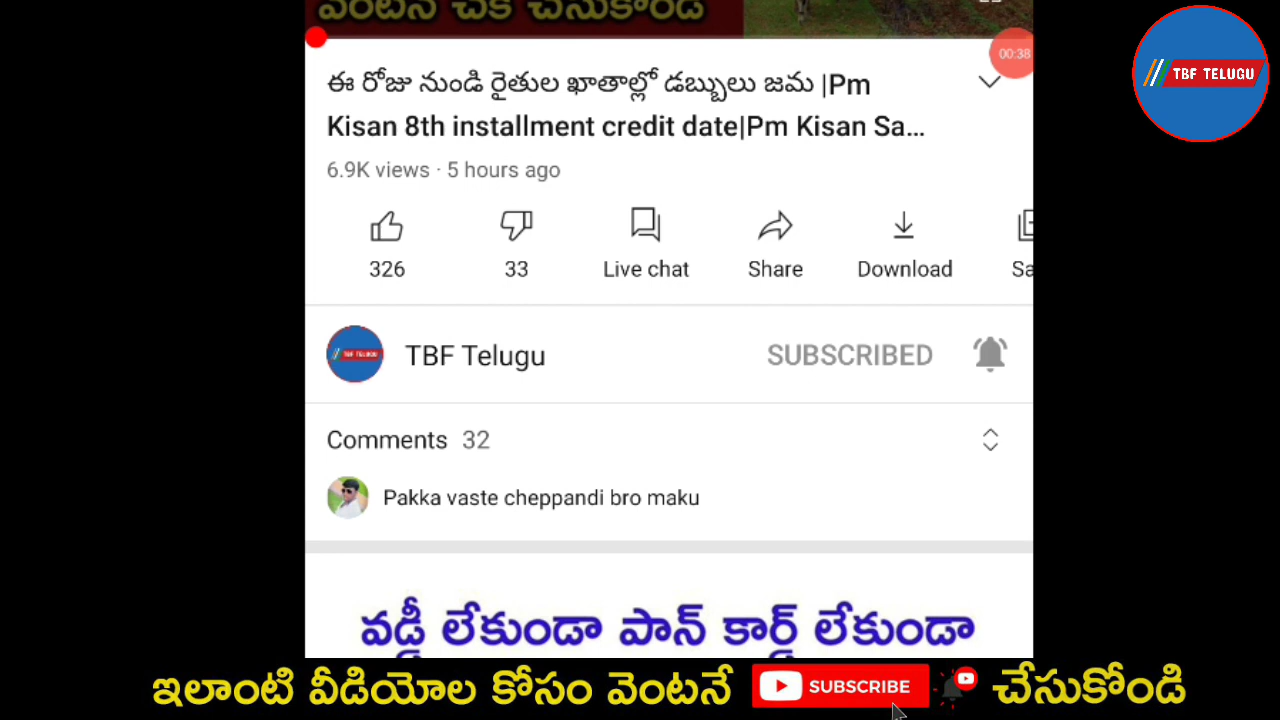 వెంటనే చెక్ చేసుకోండి
00:38
TBF TELUGU
ఈ రోజు నుండి రైతుల ఖాతాల్లో డబ్బులు జమ |Pm
Kisan 8th installment credit date|Pm Kisan Sa...
6.9K views · 5 hours ago
326 33 Live chat Share Download Sa
TBF TELUGU TBF Telugu SUBSCRIBED
Comments 32
Pakka vaste cheppandi bro maku
వడ్డీ లేకుండా పాన్ కార్డ్ లేకుండా
ఇలాంటి వీడియోల కోసం వెంటనే SUBSCRIBE చేసుకోండి